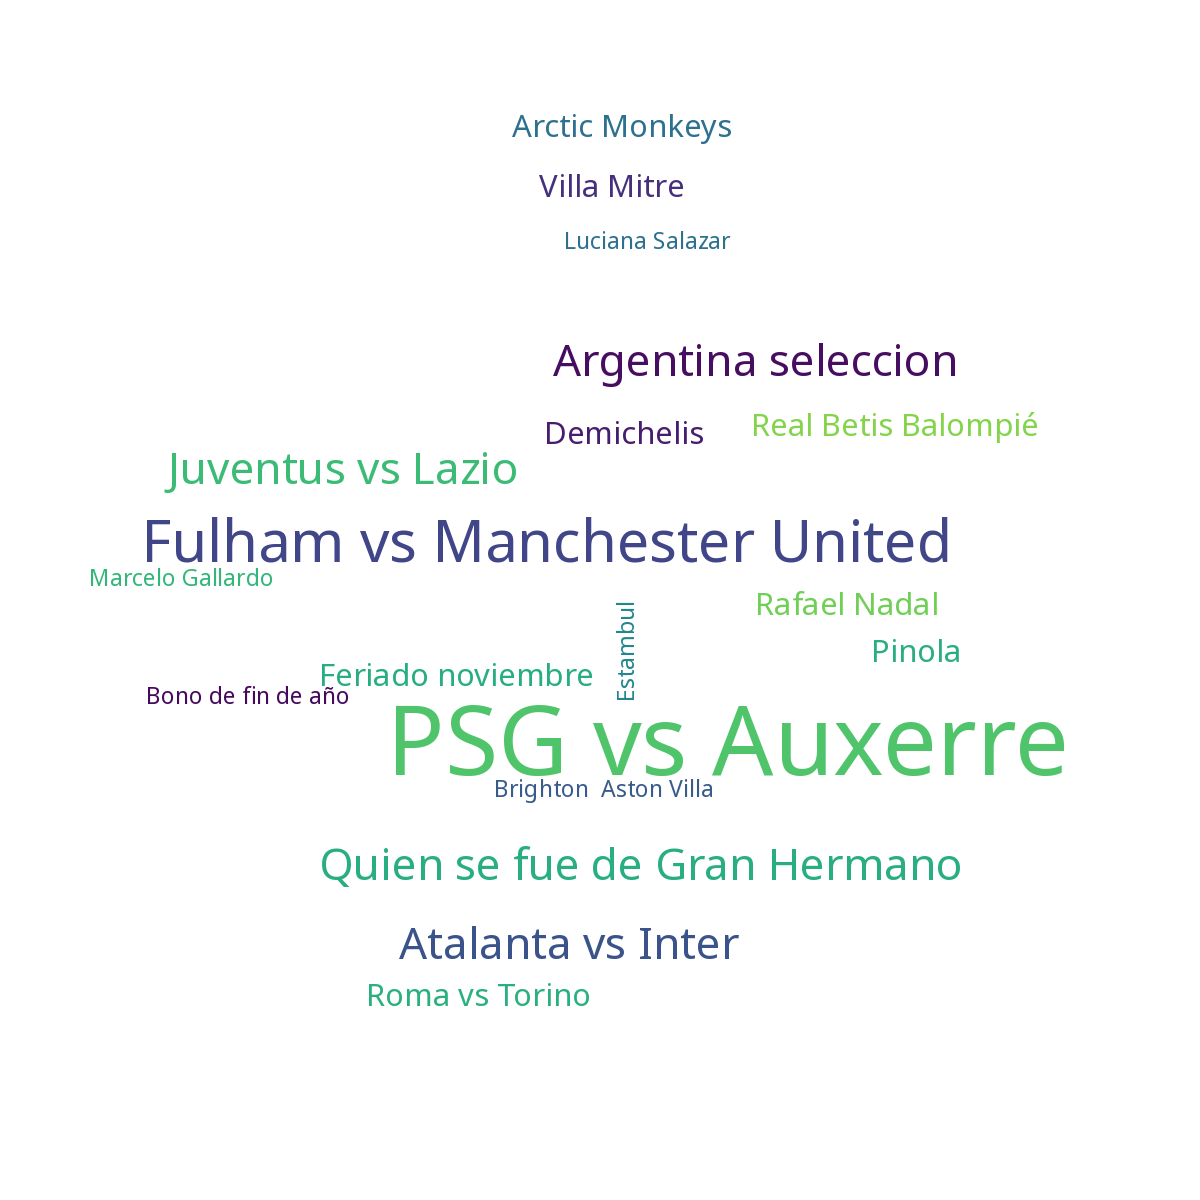 Arctic Monkeys
Villa Mitre
Luciana Salazar
Argentina seleccion
Real Betis Balompié
Demichelis
Juventus vs Lazio
Fulham vs Manchester United
Marcelo Gallardo
Rafael Nadal
Estambul
Pinola
Feriado noviembre
Bono de fin de año
PSG vs Auxerre
Brighton Aston Villa
Quien se fue de Gran Hermano
Atalanta vs Inter
Roma vs Torino